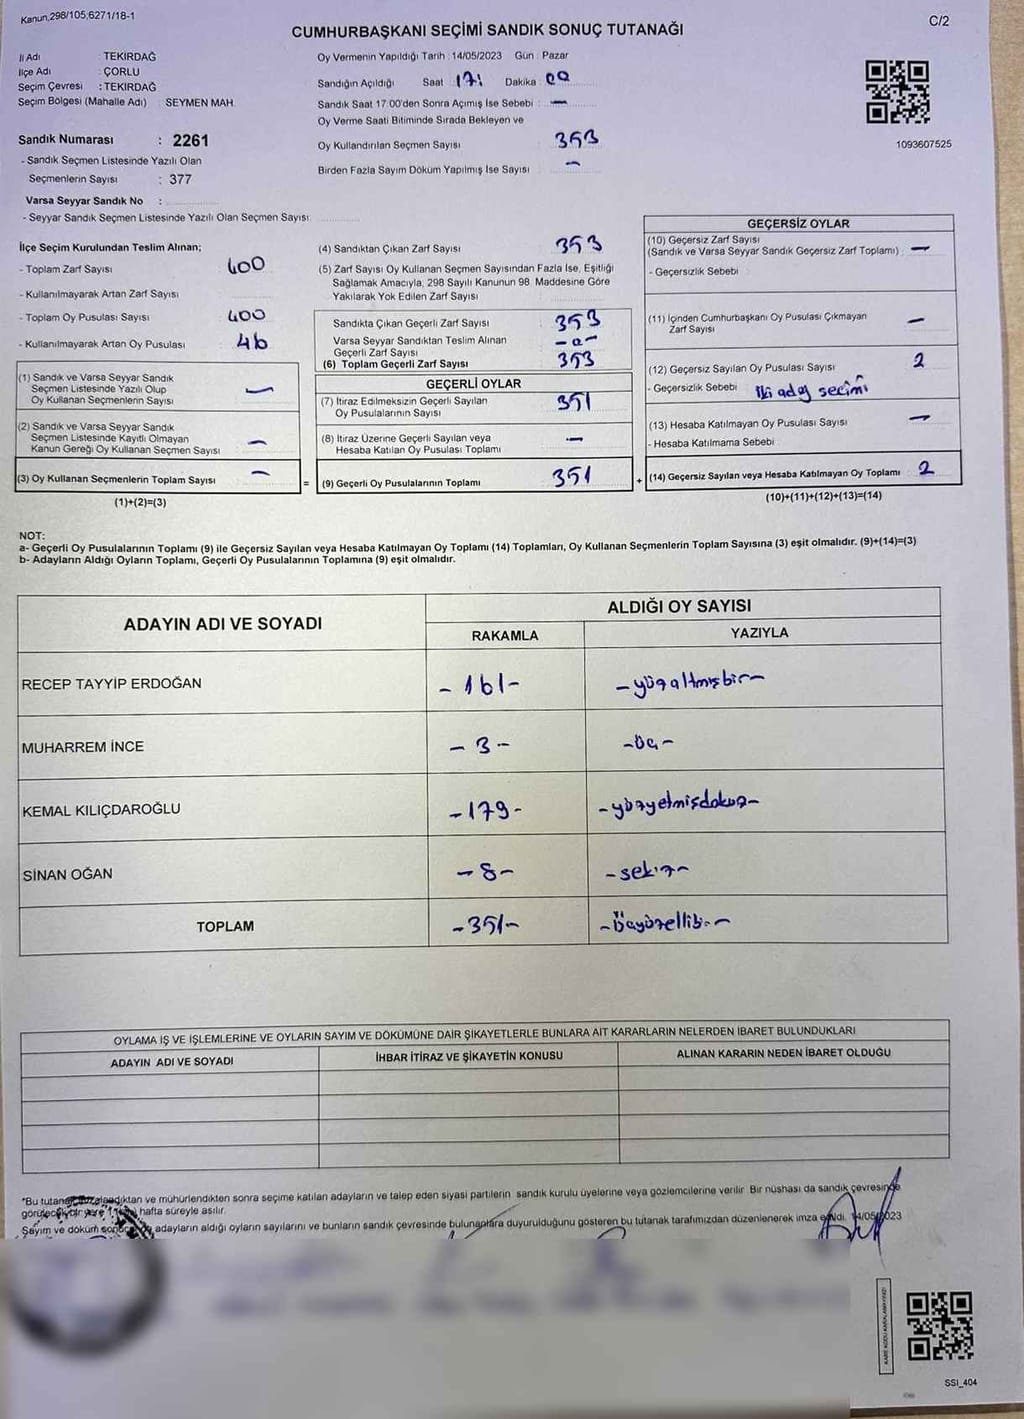 Kanun,298/105,6271/18-1
C/2
CUMHURBAŞKANI SEÇİMİ SANDIK SONUÇ TUTANAĞI
İl Adı : TEKİRDAĞ
İlçe Adı : ÇORLU
Seçim Çevresi : TEKİRDAĞ
Seçim Bölgesi (Mahalle Adı) SEYMEN MAH.
Oy Vermenin Yapıldığı Tarih : 14/05/2023 Gün : Pazar
Sandığın Açıldığı Saat 17: Dakika 00
Sandık Saat 17:00'den Sonra Açımış İse Sebebi : —
Oy Verme Saati Bitiminde Sırada Bekleyen ve
Oy Kullandırılan Seçmen Sayısı 353
Birden Fazla Sayım Döküm Yapılmış İse Sayısı —
1093607525
Sandık Numarası : 2261
- Sandık Seçmen Listesinde Yazılı Olan
Seçmenlerin Sayısı : 377
Varsa Seyyar Sandık No :
- Seyyar Sandık Seçmen Listesinde Yazılı Olan Seçmen Sayısı
İlçe Seçim Kurulundan Teslim Alınan;
- Toplam Zarf Sayısı 400
- Kullanılmayarak Artan Zarf Sayısı
- Toplam Oy Pusulası Sayısı 400
- Kullanılmayarak Artan Oy Pusulası 46
(1) Sandık ve Varsa Seyyar Sandık
Seçmen Listesinde Yazılı Olup
Oy Kullanan Seçmenlerin Sayısı —
(2) Sandık ve Varsa Seyyar Sandık
Seçmen Listesinde Kayıtlı Olmayan
Kanun Gereği Oy Kullanan Seçmen Sayısı —
(3) Oy Kullanan Seçmenlerin Toplam Sayısı —
(1)+(2)=(3)
(4) Sandıktan Çıkan Zarf Sayısı 353
(5) Zarf Sayısı Oy Kullanan Seçmen Sayısından Fazla İse, Eşitliği
Sağlamak Amacıyla, 298 Sayılı Kanunun 98. Maddesine Göre
Yakılarak Yok Edilen Zarf Sayısı
Sandıkta Çıkan Geçerli Zarf Sayısı 353
Varsa Seyyar Sandıktan Teslim Alınan
Geçerli Zarf Sayısı -0-
(6) Toplam Geçerli Zarf Sayısı 353
GEÇERLİ OYLAR
(7) İtiraz Edilmeksizin Geçerli Sayılan
Oy Pusulalarının Sayısı 351
(8) İtiraz Üzerine Geçerli Sayılan veya
Hesaba Katılan Oy Pusulası Toplamı —
= (9) Geçerli Oy Pusulalarının Toplamı 351
GEÇERSİZ OYLAR
(10) Geçersiz Zarf Sayısı
(Sandık ve Varsa Seyyar Sandık Geçersiz Zarf Toplamı) : —
- Geçersizlik Sebebi
(11) İçinden Cumhurbaşkanı Oy Pusulası Çıkmayan
Zarf Sayısı —
(12) Geçersiz Sayılan Oy Pusulası Sayısı 2
- Geçersizlik Sebebi İki aday seçimi
(13) Hesaba Katılmayan Oy Pusulası Sayısı —
- Hesaba Katılmama Sebebi
+ (14) Geçersiz Sayılan veya Hesaba Katılmayan Oy Toplamı 2
(10)+(11)+(12)+(13)=(14)
NOT:
a- Geçerli Oy Pusulalarının Toplamı (9) ile Geçersiz Sayılan veya Hesaba Katılmayan Oy Toplamı (14) Toplamları, Oy Kullanan Seçmenlerin Toplam Sayısına (3) eşit olmalıdır. (9)+(14)=(3)
b- Adayların Aldığı Oyların Toplamı, Geçerli Oy Pusulalarının Toplamına (9) eşit olmalıdır.
ADAYIN ADI VE SOYADI
ALDIĞI OY SAYISI
RAKAMLA YAZIYLA
RECEP TAYYİP ERDOĞAN -161- -yüzaltmışbir-
MUHARREM İNCE -3- -üç-
KEMAL KILIÇDAROĞLU -179- -yüzyetmişdokuz-
SİNAN OĞAN -8- -sekiz-
TOPLAM -351- -üçyüzellibir-
OYLAMA İŞ VE İŞLEMLERİNE VE OYLARIN SAYIM VE DÖKÜMÜNE DAİR ŞİKAYETLERLE BUNLARA AİT KARARLARIN NELERDEN İBARET BULUNDUKLARI
ADAYIN ADI VE SOYADI İHBAR İTİRAZ VE ŞİKAYETİN KONUSU ALINAN KARARIN NEDEN İBARET OLDUĞU
ve mühürlendikten sonra seçime katılan adayların ve talep eden siyasi partilerin sandık kurulu üyelerine veya gözlemcilerine verilir. Bir nüshası da sandık çevresinde
hafta süreyle asılır.
Sayım ve döküm adayların aldığı oyların sayılarını ve bunların sandık çevresinde bulunanlara duyurulduğunu gösteren bu tutanak tarafımızdan düzenlenerek imza edildi. 14/05/2023
SSI_404